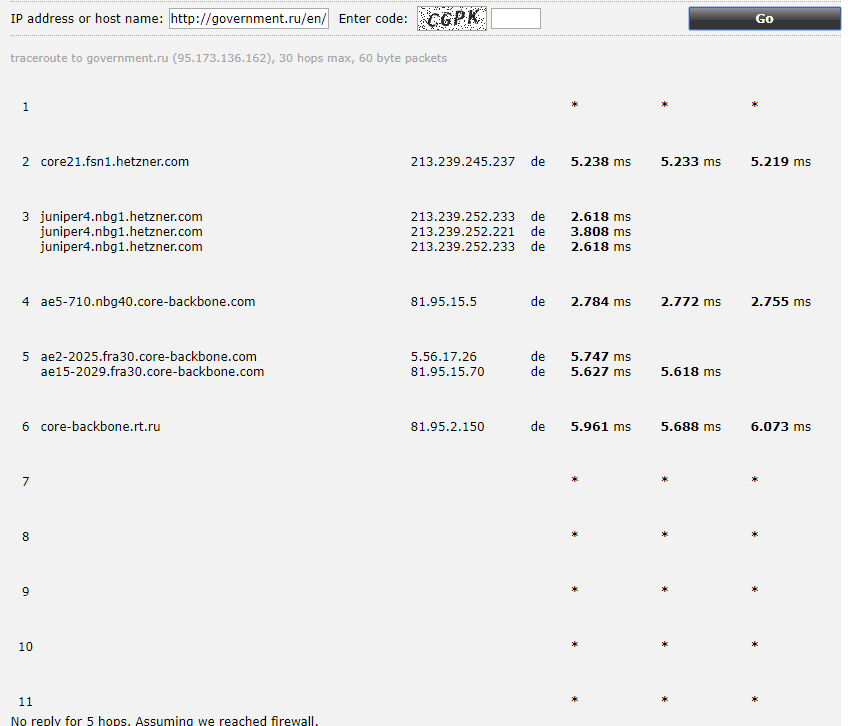 IP address or host name: http://government.ru/en/ Enter code: CGPK Go
traceroute to government.ru (95.173.136.162), 30 hops max, 60 byte packets
1 * * *
2 core21.fsn1.hetzner.com 213.239.245.237 de 5.238 ms 5.233 ms 5.219 ms
3 juniper4.nbg1.hetzner.com 213.239.252.233 de 2.618 ms
juniper4.nbg1.hetzner.com 213.239.252.221 de 3.808 ms
juniper4.nbg1.hetzner.com 213.239.252.233 de 2.618 ms
4 ae5-710.nbg40.core-backbone.com 81.95.15.5 de 2.784 ms 2.772 ms 2.755 ms
5 ae2-2025.fra30.core-backbone.com 5.56.17.26 de 5.747 ms
ae15-2029.fra30.core-backbone.com 81.95.15.70 de 5.627 ms 5.618 ms
6 core-backbone.rt.ru 81.95.2.150 de 5.961 ms 5.688 ms 6.073 ms
7 * * *
8 * * *
9 * * *
10 * * *
11 * * *
No reply for 5 hops. Assuming we reached firewall.